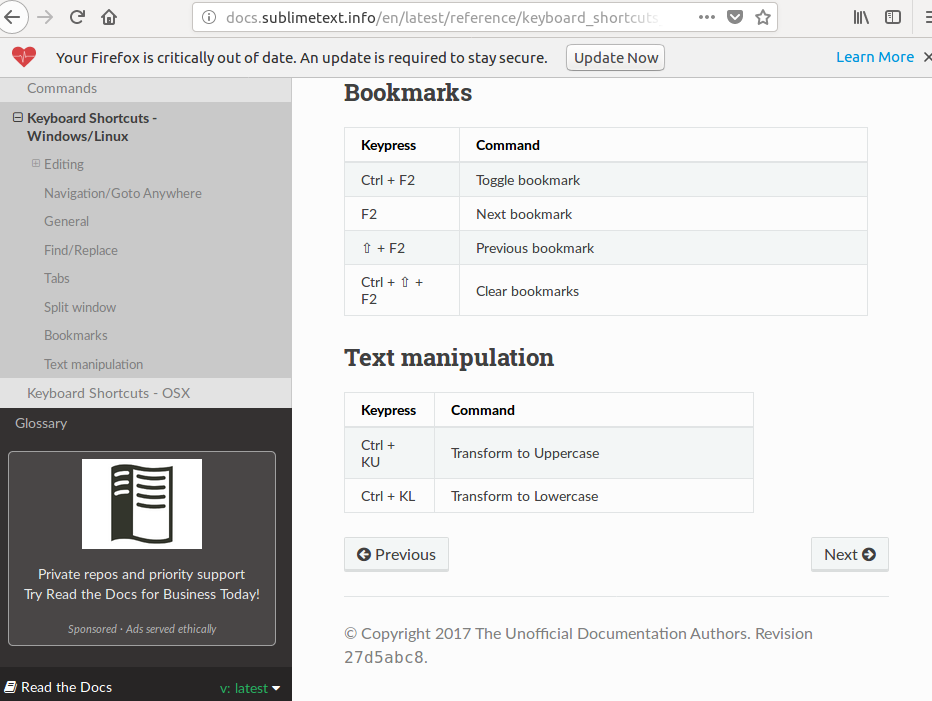 docs.sublimetext.info/en/latest/reference/keyboard_shortcuts
Your Firefox is critically out of date. An update is required to stay secure. Update Now Learn More
Commands
Keyboard Shortcuts -
Windows/Linux
Editing
Navigation/Goto Anywhere
General
Find/Replace
Tabs
Split window
Bookmarks
Text manipulation
Keyboard Shortcuts - OSX
Glossary
Private repos and priority support
Try Read the Docs for Business Today!
Sponsored · Ads served ethically
Read the Docs v: latest
Bookmarks
Keypress Command
Ctrl + F2 Toggle bookmark
F2 Next bookmark
⇧ + F2 Previous bookmark
Ctrl + ⇧ +
F2 Clear bookmarks
Text manipulation
Keypress Command
Ctrl +
KU Transform to Uppercase
Ctrl + KL Transform to Lowercase
Previous Next
© Copyright 2017 The Unofficial Documentation Authors. Revision
27d5abc8.